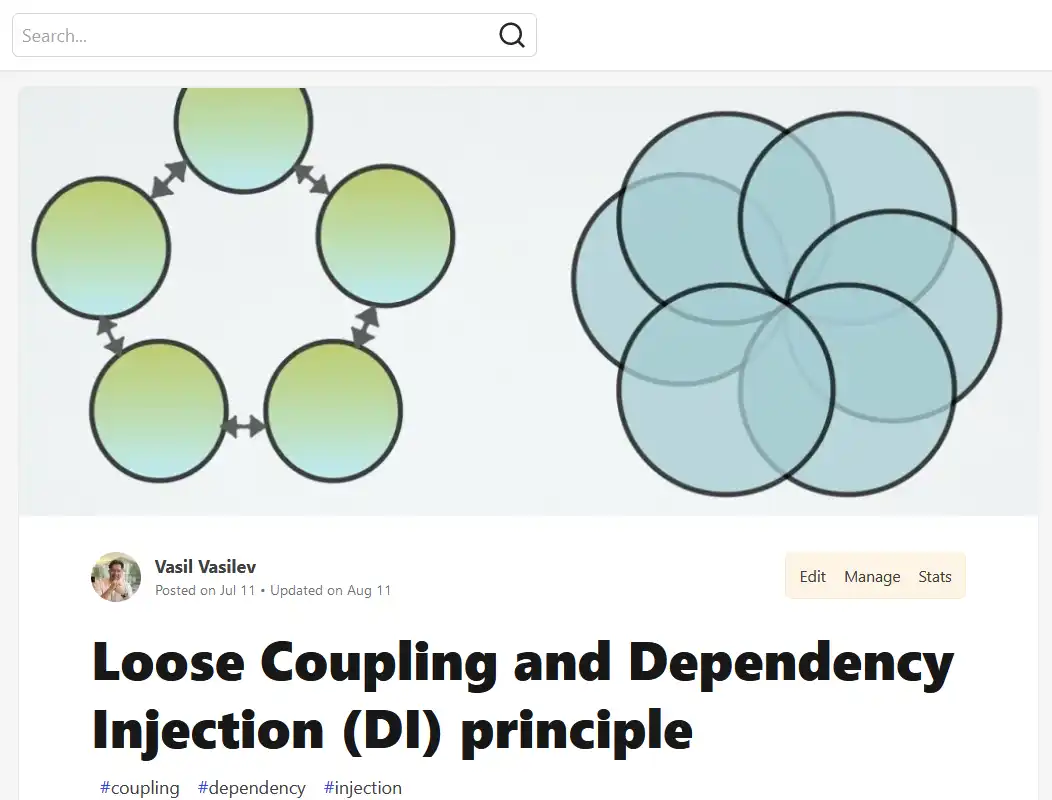 Search...
Vasil Vasilev
Posted on Jul 11 • Updated on Aug 11
Edit Manage Stats
Loose Coupling and Dependency
Injection (DI) principle
#coupling #dependency #injection